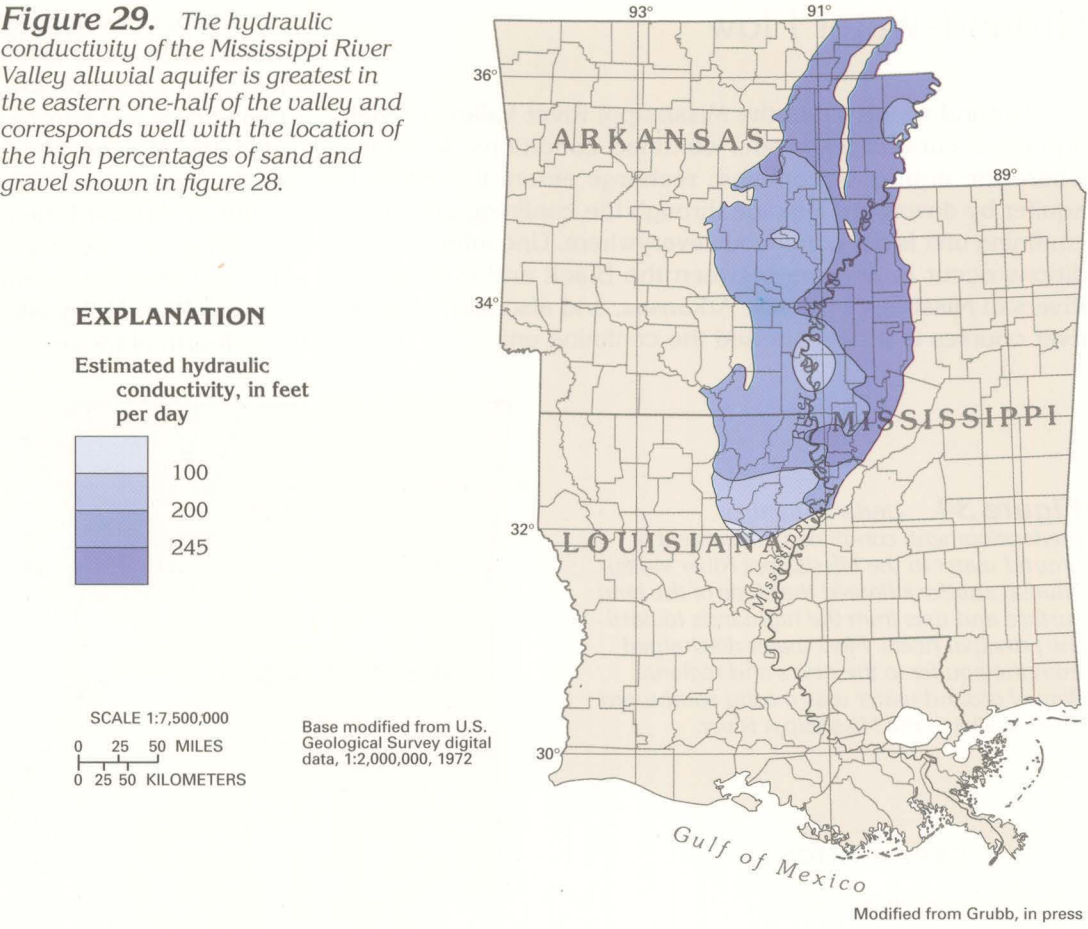 Figure 29. The hydraulic
conductivity of the Mississippi River
Valley alluvial aquifer is greatest in
the eastern one-half of the valley and
corresponds well with the location of
the high percentages of sand and
gravel shown in figure 28.
EXPLANATION
Estimated hydraulic
conductivity, in feet
per day
100
200
245
SCALE 1:7,500,000
0 25 50 MILES
0 25 50 KILOMETERS
Base modified from U.S.
Geological Survey digital
data, 1:2,000,000, 1972
93° 91°
36°
ARKANSAS
89°
34°
River
MISSISSIPPI
32°
LOUISIANA
Mississippi
30°
Gulf of Mexico
Modified from Grubb, in press